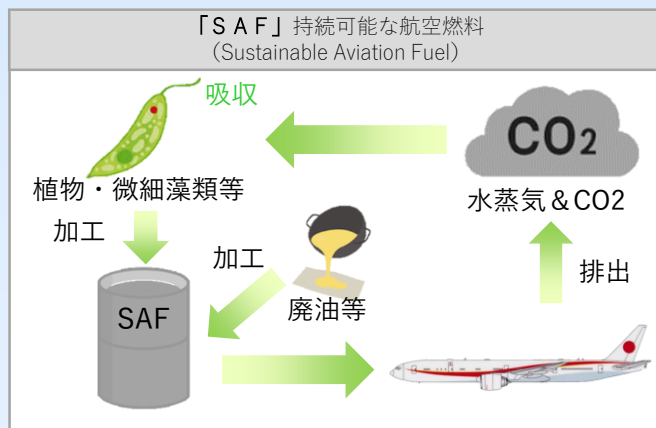 「ＳＡＦ」持続可能な航空燃料
（Sustainable Aviation Fuel）
吸収
CO₂
植物・微細藻類等
水蒸気＆CO2
加工
加工
排出
廃油等
SAF